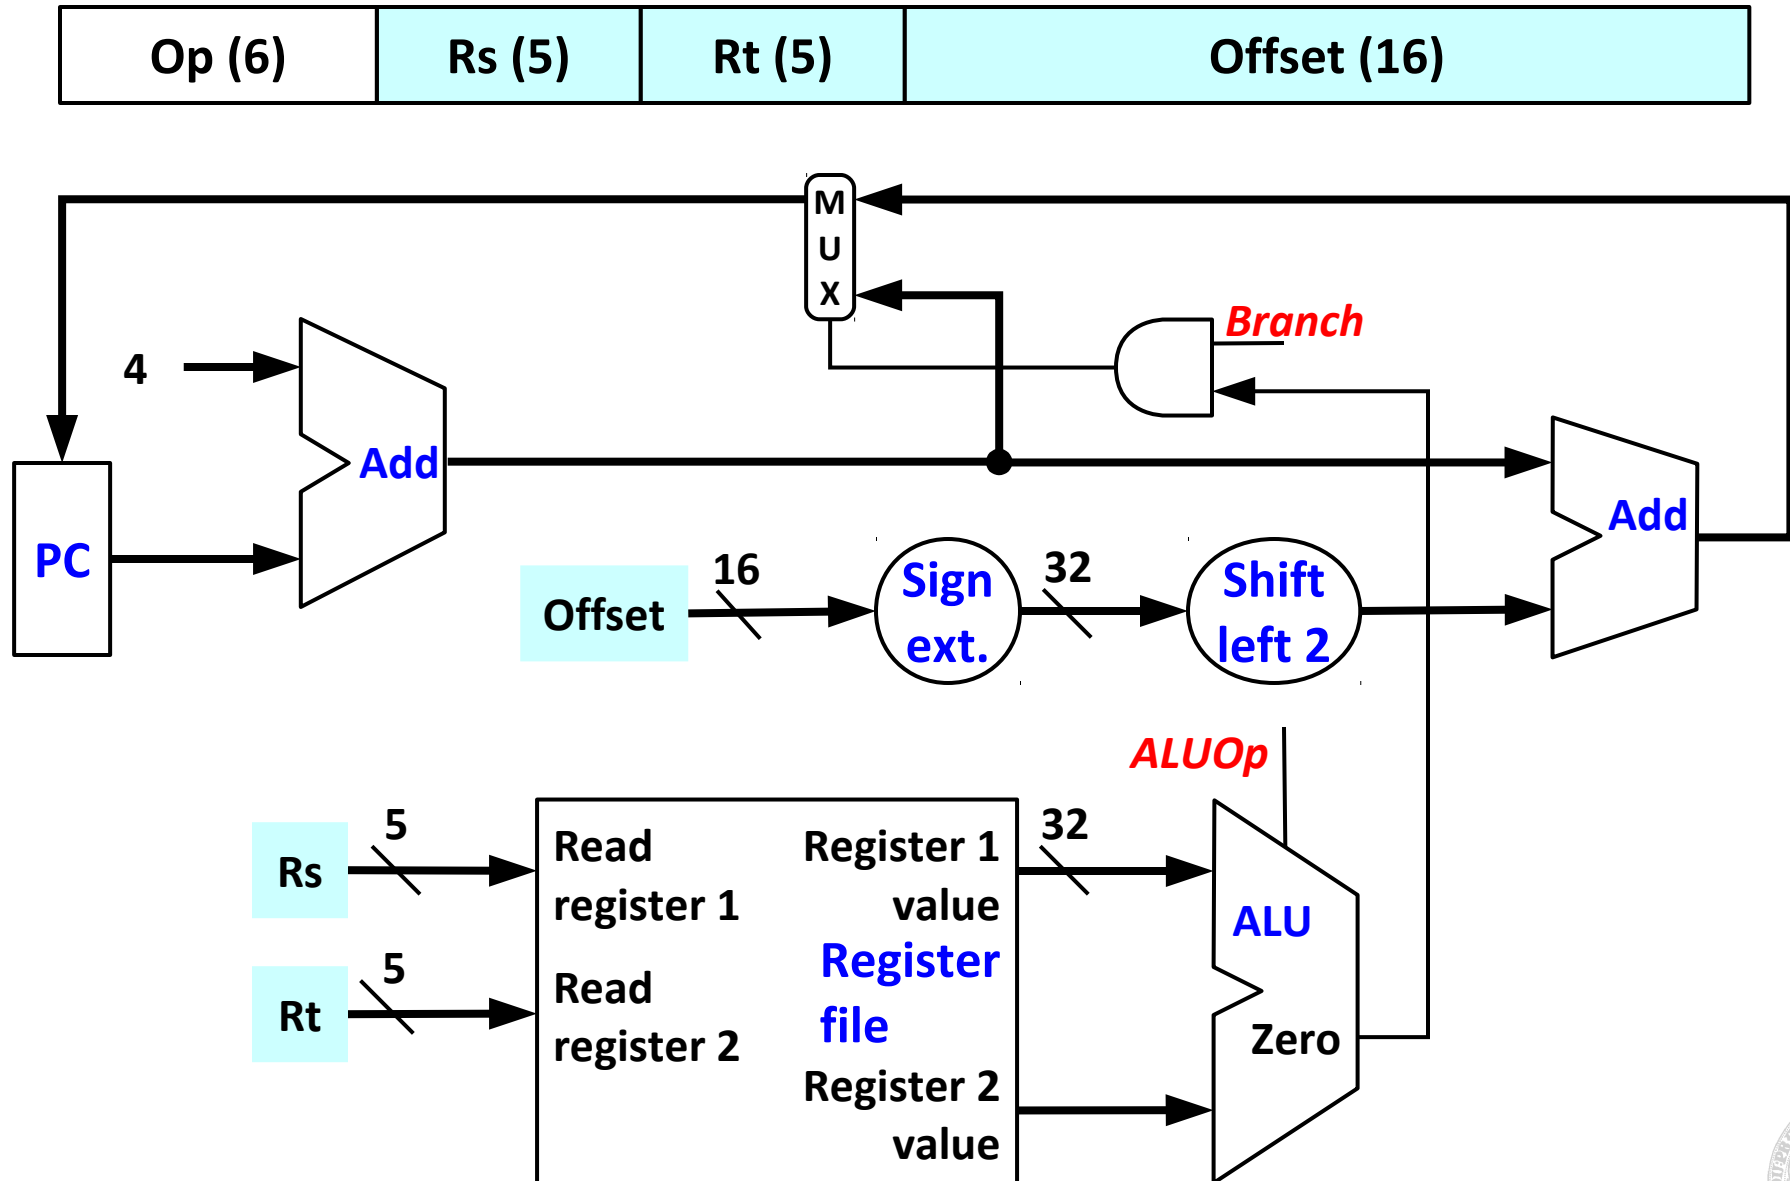 Op (6) Rs (5) Rt (5) Offset (16)
M
U
X
Branch
4
Add
Add
PC
16
32
Offset
Sign
ext.
Shift
left 2
ALUOp
5
32
Rs
Read
register 1
Register 1
value
ALU
Register
file
5
Rt
Read
register 2
Zero
Register 2
value